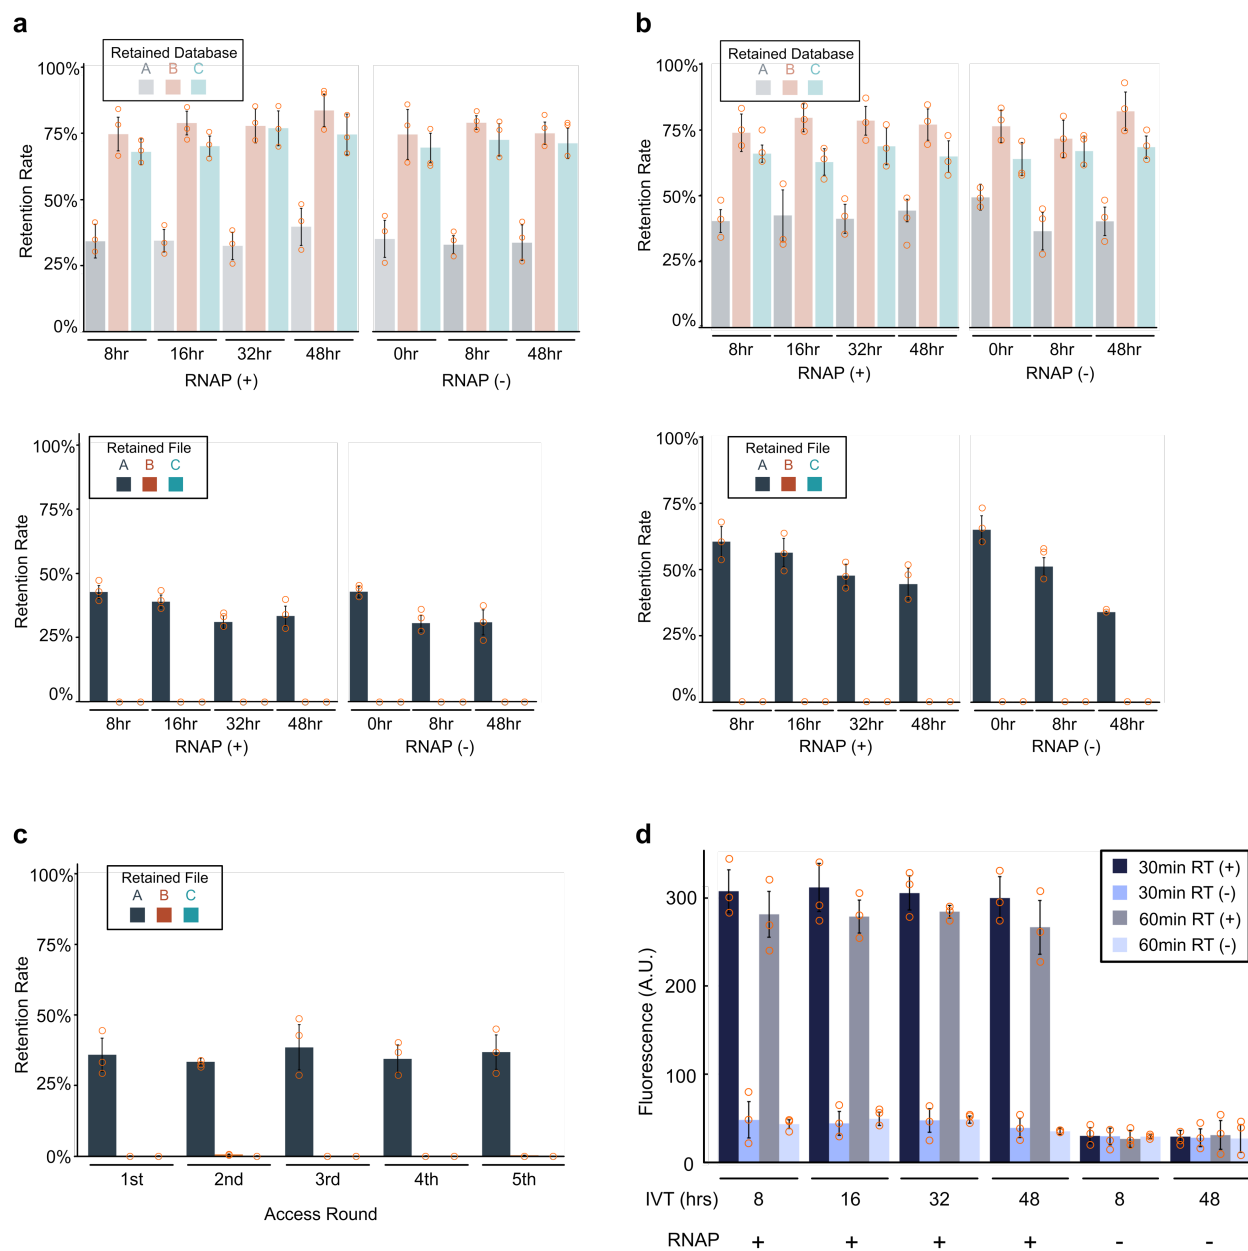 a
Retained Database
A B C
100%
75%
50%
25%
0%
Retention Rate
8hr 16hr 32hr 48hr 0hr 8hr 48hr
RNAP (+) RNAP (-)
Retained File
A B C
100%
75%
50%
25%
0%
Retention Rate
8hr 16hr 32hr 48hr 0hr 8hr 48hr
RNAP (+) RNAP (-)
b
Retained Database
A B C
100%
75%
50%
25%
0%
Retention Rate
8hr 16hr 32hr 48hr 0hr 8hr 48hr
RNAP (+) RNAP (-)
Retained File
A B C
100%
75%
50%
25%
0%
Retention Rate
8hr 16hr 32hr 48hr 0hr 8hr 48hr
RNAP (+) RNAP (-)
c
Retained File
A B C
100%
75%
50%
25%
0%
Retention Rate
1st 2nd 3rd 4th 5th
Access Round
d
30min RT (+)
30min RT (-)
60min RT (+)
60min RT (-)
300
200
100
0
Fluorescence (A.U.)
IVT (hrs) 8 16 32 48 8 48
RNAP + + + + - -